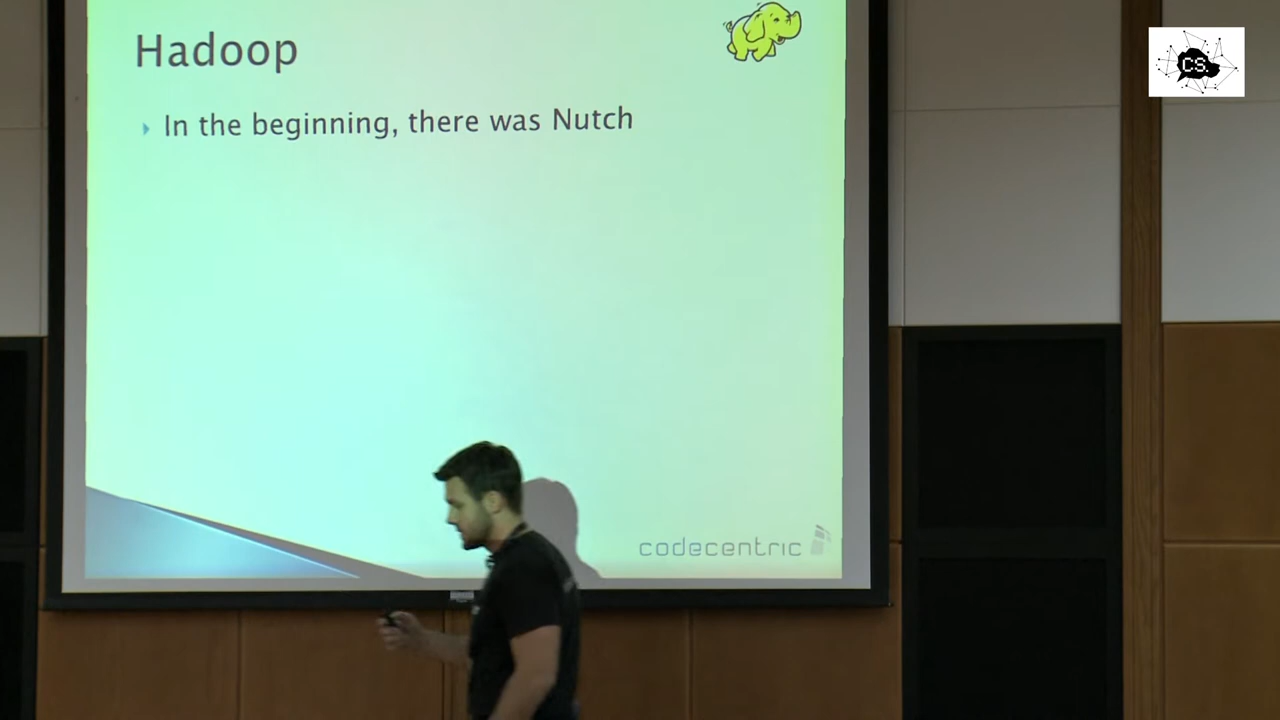 Hadoop
In the beginning, there was Nutch
codecentric
CS.